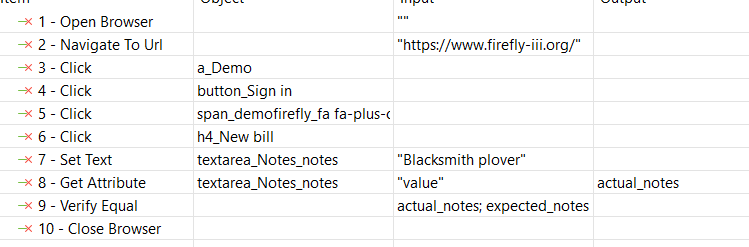 Item Object Input Output
1 - Open Browser ""
2 - Navigate To Url "https://www.firefly-iii.org/"
3 - Click a_Demo
4 - Click button_Sign in
5 - Click span_demofirefly_fa fa-plus-c
6 - Click h4_New bill
7 - Set Text textarea_Notes_notes "Blacksmith plover"
8 - Get Attribute textarea_Notes_notes "value" actual_notes
9 - Verify Equal actual_notes; expected_notes
10 - Close Browser